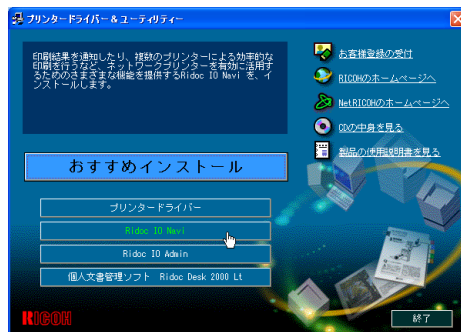 プリンタードライバー & ユーティリティー
印刷結果を通知したり、複数のプリンターによる効率的な
印刷を行うなど、ネットワークプリンターを有効に活用す
るためのさまざまな機能を提供するRidoc IO Navi を、イ
ンストールします。
お客様登録の受付
RICOHのホームページへ
NetRICOHのホームページへ
CDの中身を見る
製品の使用説明書を見る
おすすめインストール
プリンタードライバー
Ridoc IO Navi
Ridoc IO Admin
個人文書管理ソフト Ridoc Desk 2000 Lt
RICOH
終了